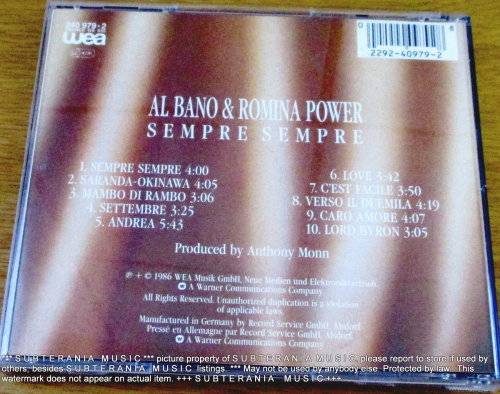 240 979-2
wea
0
2292-40979-2
8
AL BANO & ROMINA POWER
SEMPRE SEMPRE
1. SEMPRE SEMPRE 4:00
2. SARANDA-OKINAWA 4:05
3. MAMBO DI RAMBO 3:06
4. SETTEMBRE 3:25
5. ANDREA 5:43
6. LOVE 3:42
7. C'EST FACILE 3:50
8. VERSO IL DUEMILA 4:19
9. CARO AMORE 4:07
10. LORD BYRON 3:05
Produced by Anthony Monn
℗ + © 1986 WEA Musik GmbH, Neue Medien und Elektronikvertrieb.
A Warner Communications Company
All Rights Reserved. Unauthorized duplication is a violation
of applicable laws.
Manufactured in Germany by Record Service GmbH, Alsdorf.
Pressé en Allemagne par Record Service GmbH, Alsdorf.
A Warner Communications Company
*** S U B T E R A N I A M U S I C *** picture property of S U B T E R A N I A M U S I C, please report to store if used by
others, besides S U B T E R A N I A M U S I C listings. *** May not be used by anybody else. Protected by law.. This
watermark does not appear on actual item. +++ S U B T E R A N I A M U S I C +++